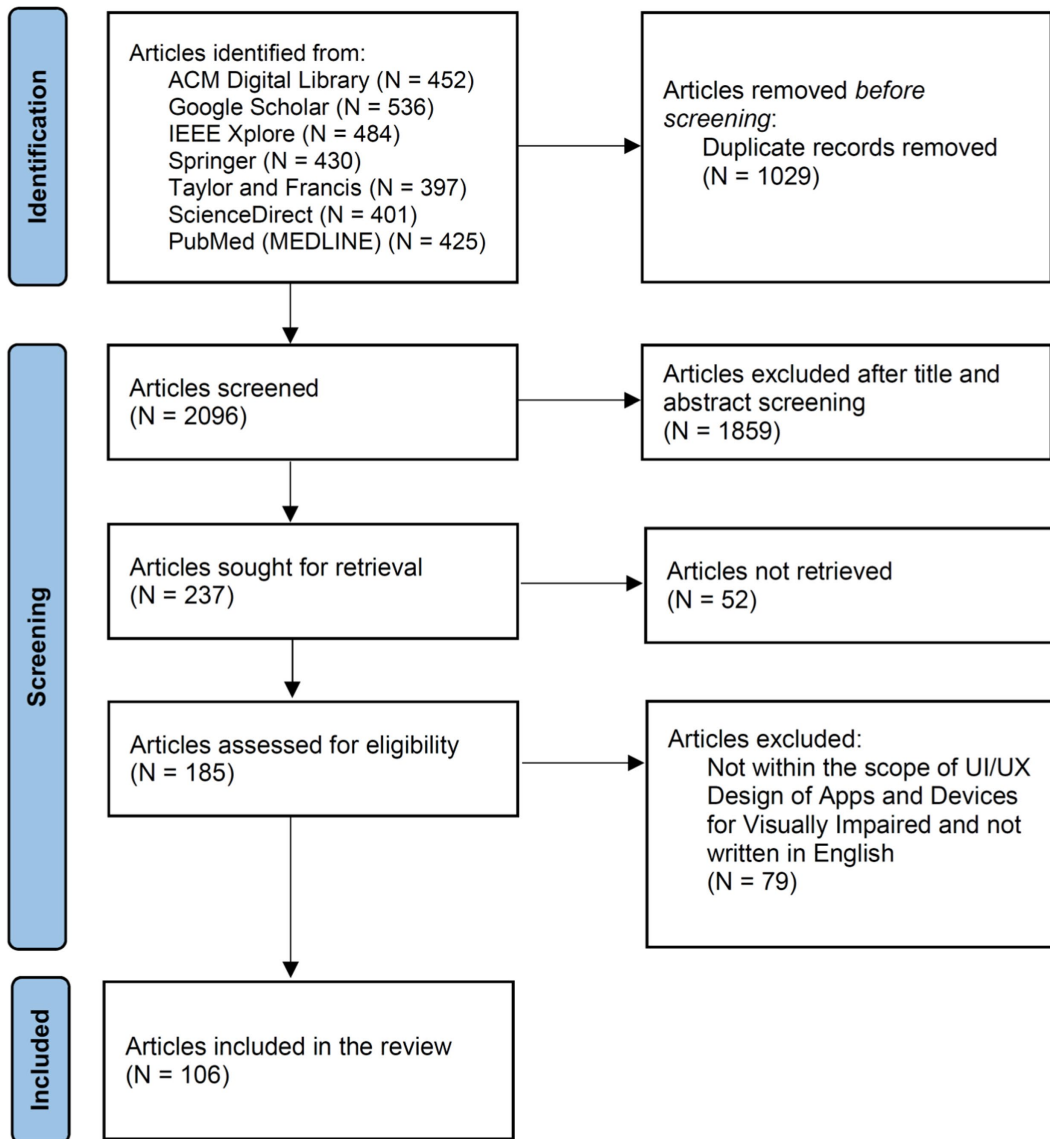 Identification
Articles identified from:
ACM Digital Library (N = 452)
Google Scholar (N = 536)
IEEE Xplore (N = 484)
Springer (N = 430)
Taylor and Francis (N = 397)
ScienceDirect (N = 401)
PubMed (MEDLINE) (N = 425)
Articles removed before
screening:
Duplicate records removed
(N = 1029)
Screening
Articles screened
(N = 2096)
Articles excluded after title and
abstract screening
(N = 1859)
Articles sought for retrieval
(N = 237)
Articles not retrieved
(N = 52)
Articles assessed for eligibility
(N = 185)
Articles excluded:
Not within the scope of UI/UX
Design of Apps and Devices
for Visually Impaired and not
written in English
(N = 79)
Included
Articles included in the review
(N = 106)